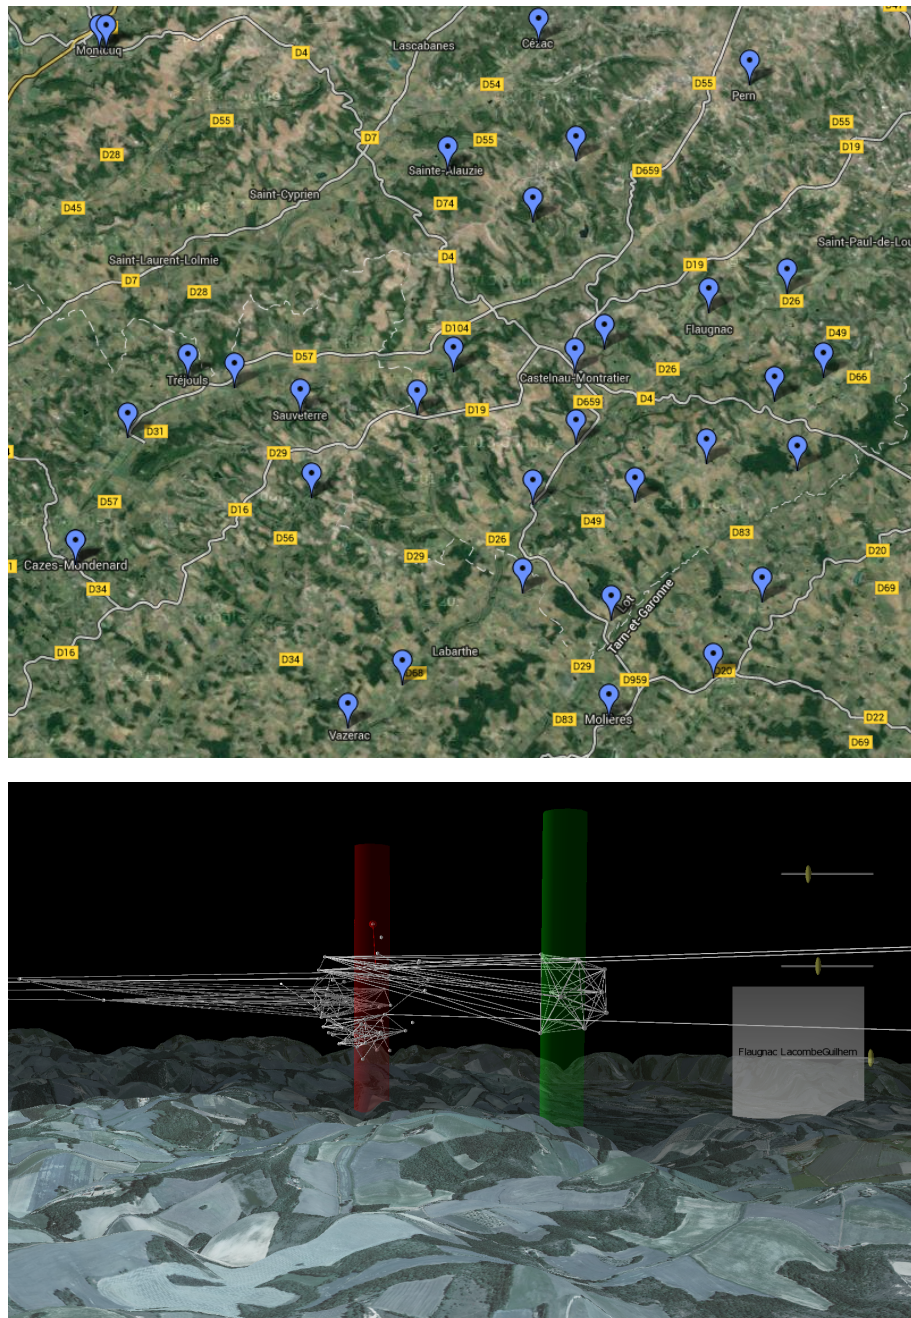 Montcuq
D4
Lascabanes
Cézac
D54
D55
Pern
D55
D55
D7
D55
D19
D28
Sainte-Alauzie
D659
Saint-Cyprien
D45
D74
Saint-Paul-de-Lou
Saint-Laurent-Lolmie
D4
D19
D7
D28
D26
D104
Flaugnac
D49
D57
Tréjouls
Castelnau-Montratier
D26
D66
Sauveterre
D19
D659
D4
D31
D29
D57
D16
D49
D56
D26
D83
D29
D20
Cazes-Mondenard
D34
D69
Lot
Tarn-et-Garonne
D16
D34
Labarthe
D68
D29
D20
D959
Vazerac
D83
Molières
D22
D69
Flaugnac LacombeGuilhem